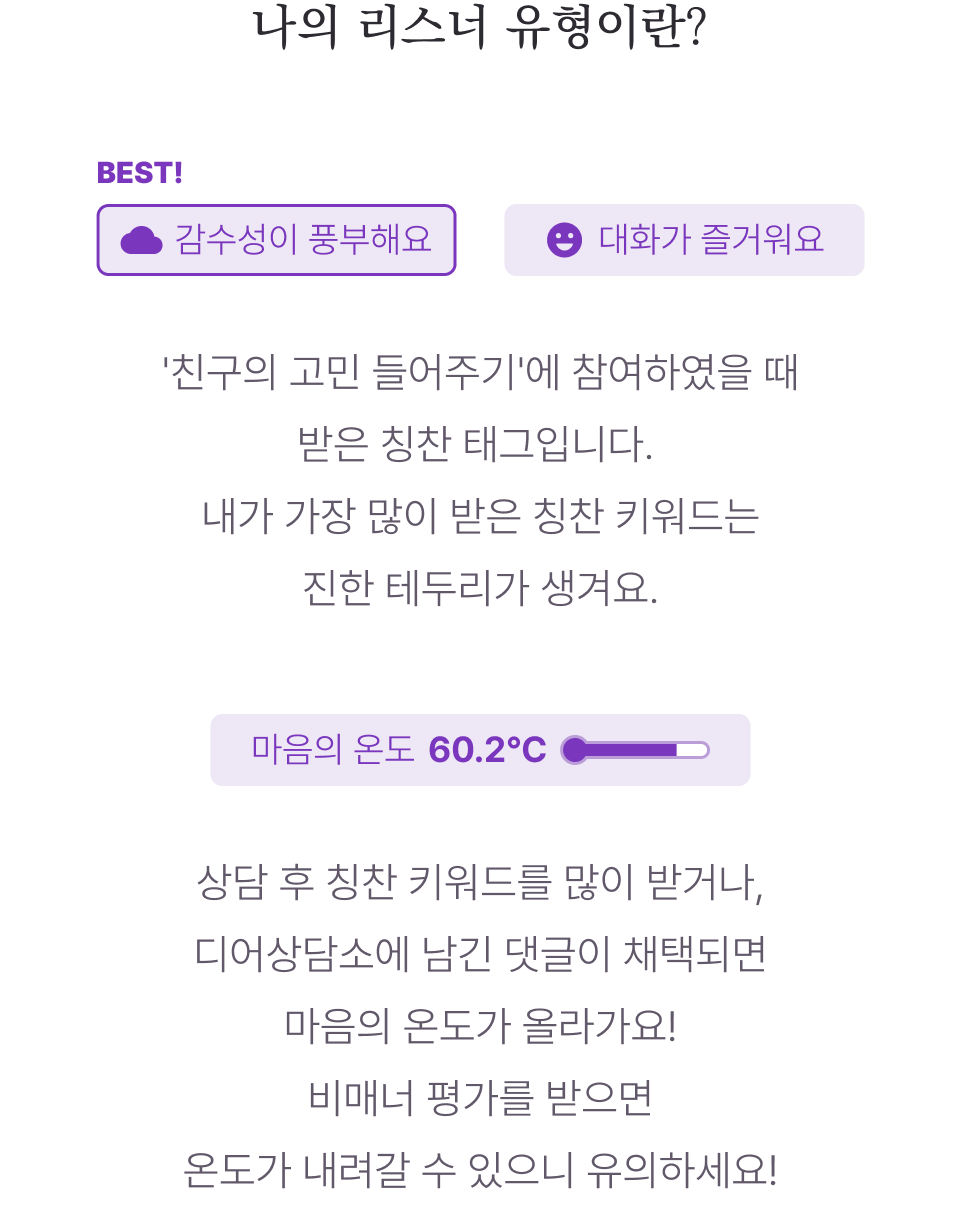 나의 리스너 유형이란?
BEST!
감수성이 풍부해요
대화가 즐거워요
'친구의 고민 들어주기'에 참여하였을 때
받은 칭찬 태그입니다.
내가 가장 많이 받은 칭찬 키워드는
진한 테두리가 생겨요.
마음의 온도 60.2°C
상담 후 칭찬 키워드를 많이 받거나,
디어상담소에 남긴 댓글이 채택되면
마음의 온도가 올라가요!
비매너 평가를 받으면
온도가 내려갈 수 있으니 유의하세요!